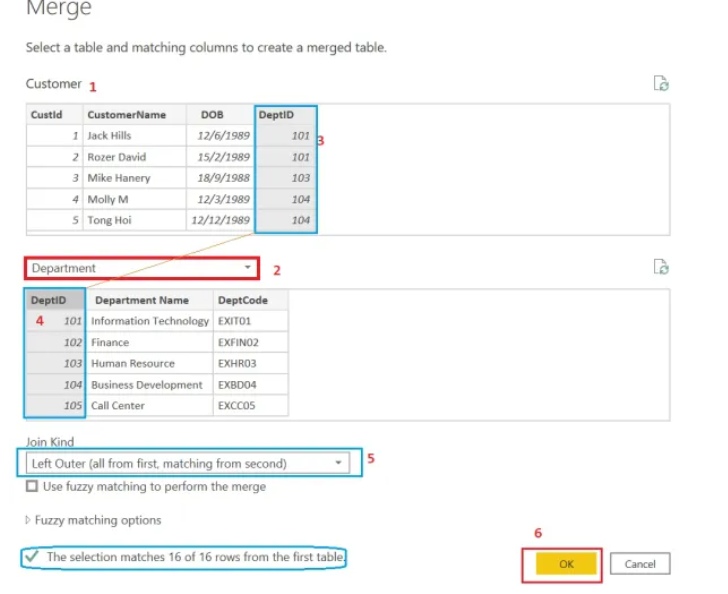 Merge
Select a table and matching columns to create a merged table.
Customer 1
CustId CustomerName DOB DeptID
1 Jack Hills 12/6/1989 101
3
2 Rozer David 15/2/1989 101
3 Mike Hanery 18/9/1988 103
4 Molly M 12/3/1989 104
5 Tong Hoi 12/12/1989 104
Department 2
DeptID Department Name DeptCode
4 101 Information Technology EXIT01
102 Finance EXFIN02
103 Human Resource EXHR03
104 Business Development EXBD04
105 Call Center EXCC05
Join Kind
Left Outer (all from first, matching from second) 5
Use fuzzy matching to perform the merge
Fuzzy matching options
6
The selection matches 16 of 16 rows from the first table.
OK Cancel